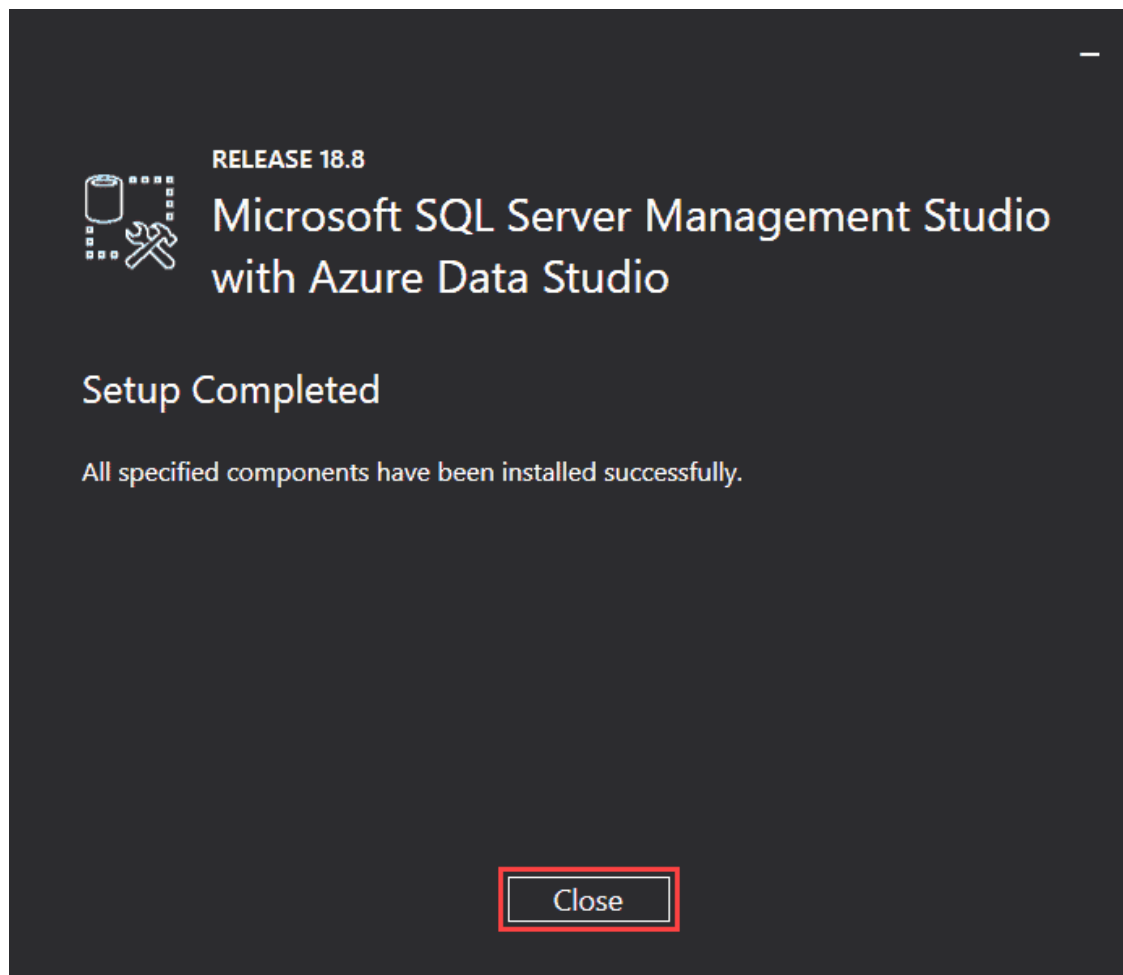 RELEASE 18.8
Microsoft SQL Server Management Studio
with Azure Data Studio
Setup Completed
All specified components have been installed successfully.
Close